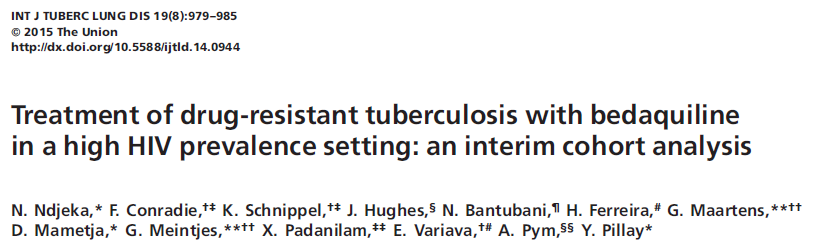 INT J TUBERC LUNG DIS 19(8):979–985
© 2015 The Union
http://dx.doi.org/10.5588/ijtld.14.0944
Treatment of drug-resistant tuberculosis with bedaquiline
in a high HIV prevalence setting: an interim cohort analysis
N. Ndjeka,* F. Conradie,†‡ K. Schnippel,†‡ J. Hughes,§ N. Bantubani,¶ H. Ferreira,# G. Maartens,**††
D. Mametja,* G. Meintjes,**†† X. Padanilam,‡‡ E. Variava,†# A. Pym,§§ Y. Pillay*